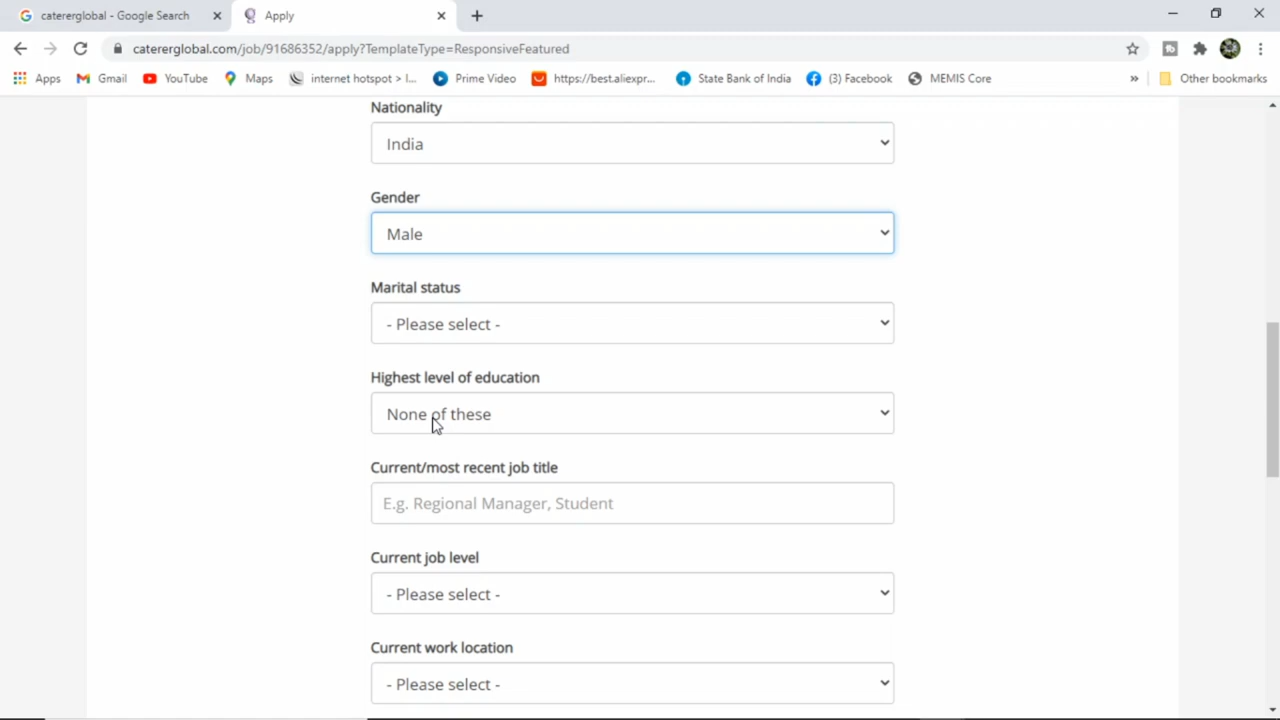 catererglobal - Google Search
Apply
catererglobal.com/job/91686352/apply?TemplateType=ResponsiveFeatured
Apps
Gmail
YouTube
Maps
internet hotspot > I...
Prime Video
https://best.aliexpr...
State Bank of India
(3) Facebook
MEMIS Core
»
Other bookmarks
Nationality
India
Gender
Male
Marital status
- Please select -
Highest level of education
None of these
Current/most recent job title
E.g. Regional Manager, Student
Current job level
- Please select -
Current work location
- Please select -